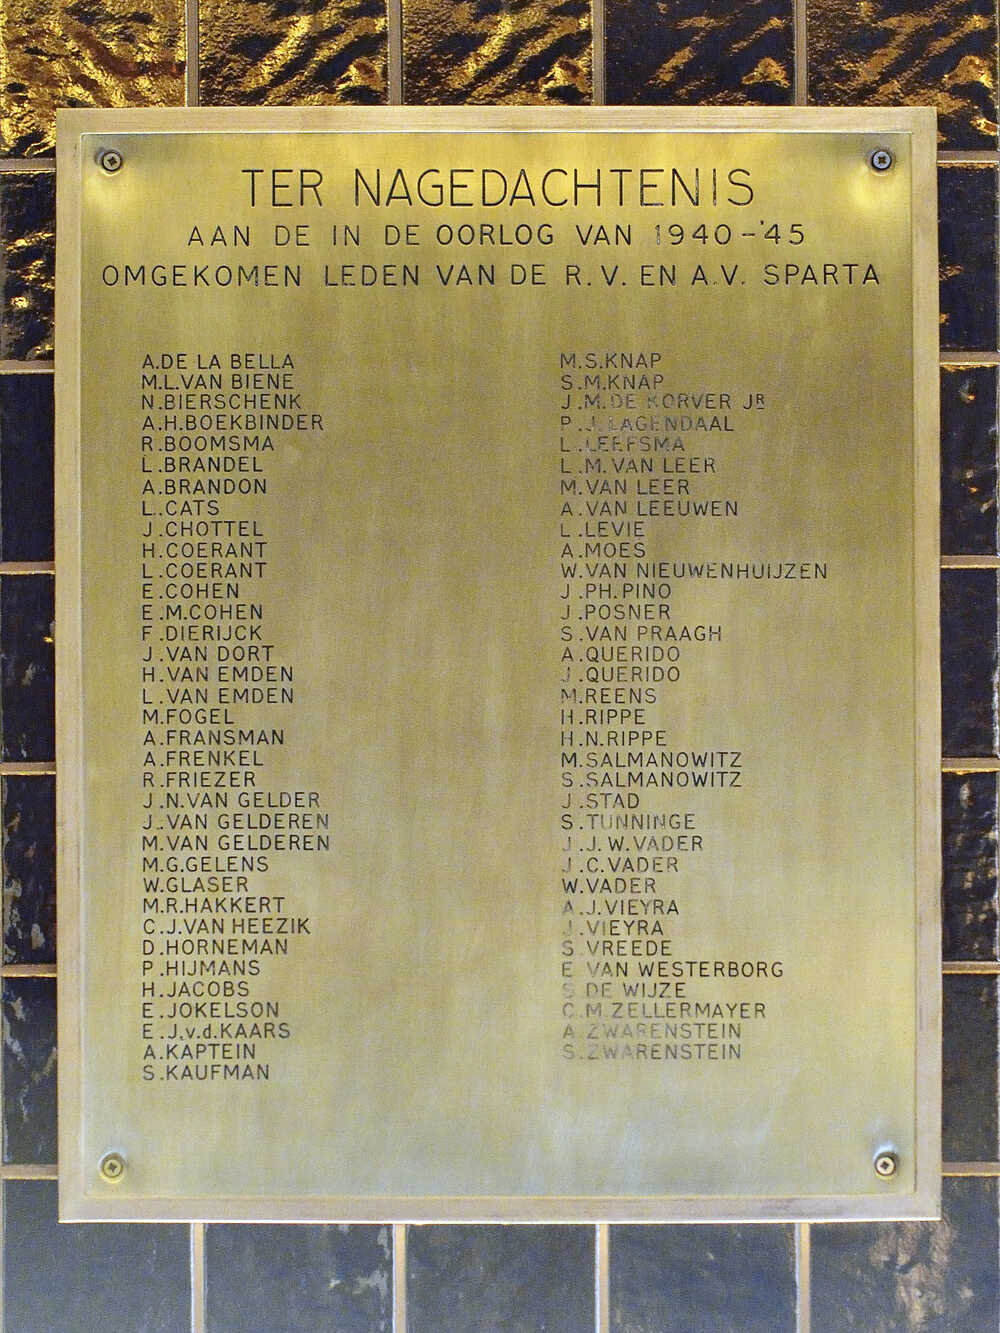 TER NAGEDACHTENIS
AAN DE IN DE OORLOG VAN 1940-'45
OMGEKOMEN LEDEN VAN DE R.V. EN A.V. SPARTA
A.DE LA BELLA
M.L.VAN BIENE
N.BIERSCHENK
A.H.BOEKBINDER
R.BOOMSMA
L.BRANDEL
A.BRANDON
L.CATS
J.CHOTTEL
H.COERANT
L.COERANT
E.COHEN
E.M.COHEN
F.DIERIJCK
J.VAN DORT
H.VAN EMDEN
L.VAN EMDEN
M.FOGEL
A.FRANSMAN
A.FRENKEL
R.FRIEZER
J.N.VAN GELDER
J.VAN GELDEREN
M.VAN GELDEREN
M.G.GELENS
W.GLASER
M.R.HAKKERT
C.J.VAN HEEZIK
D.HORNEMAN
P.HIJMANS
H.JACOBS
E.JOKELSON
E.J.v.d.KAARS
A.KAPTEIN
S.KAUFMAN
M.S.KNAP
S.M.KNAP
J.M.DE KORVER JR
P.J.LAGENDAAL
L.LEEFSMA
L.M.VAN LEER
M.VAN LEER
A.VAN LEEUWEN
L.LEVIE
A.MOES
W.VAN NIEUWENHUIJZEN
J.PH.PINO
J.POSNER
S.VAN PRAAGH
A.QUERIDO
J.QUERIDO
M.REENS
H.RIPPE
H.N.RIPPE
M.SALMANOWITZ
S.SALMANOWITZ
J.STAD
S.TUNNINGE
J.J.W.VADER
J.C.VADER
W.VADER
A.J.VIEYRA
J.VIEYRA
S.VREEDE
E VAN WESTERBORG
S DE WIJZE
C.M.ZELLERMAYER
A.ZWARENSTEIN
S.ZWARENSTEIN